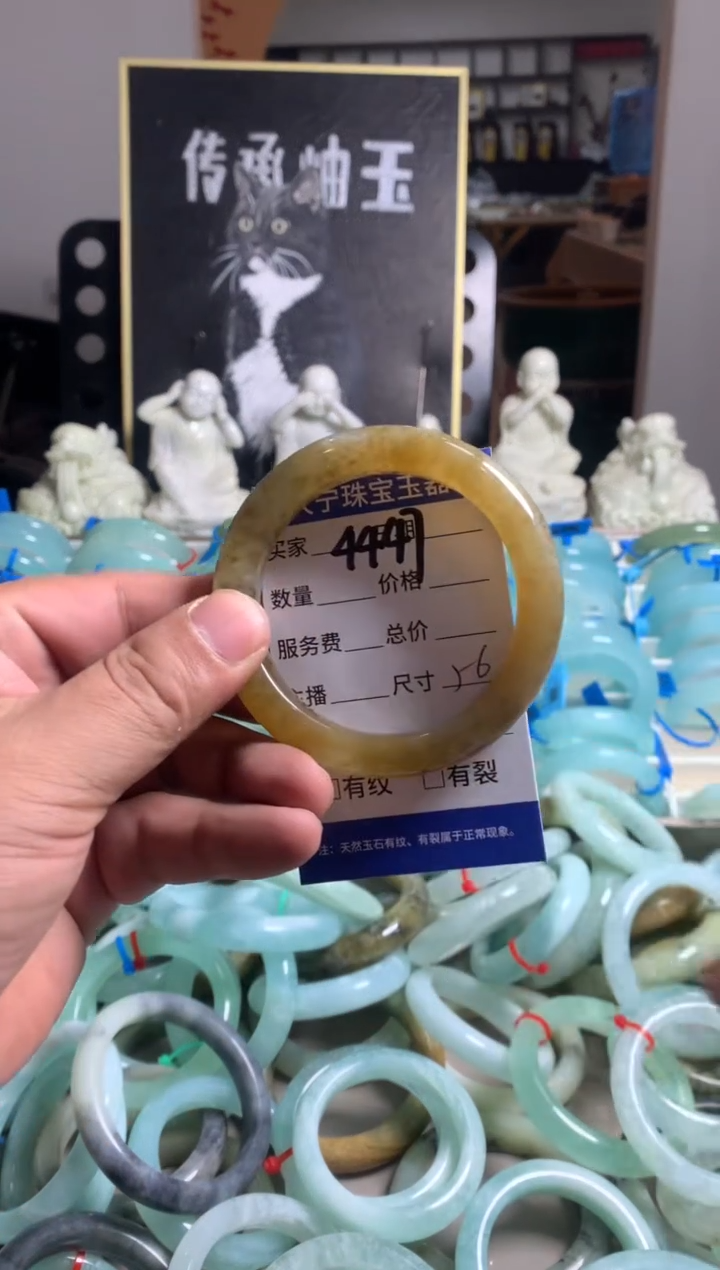 传承岫玉
宁珠宝玉器
买家 4447 期
数量 价格
服务费 总价
播 尺寸 56
有纹 □有裂
注：天然玉石有纹、有裂属于正常现象。